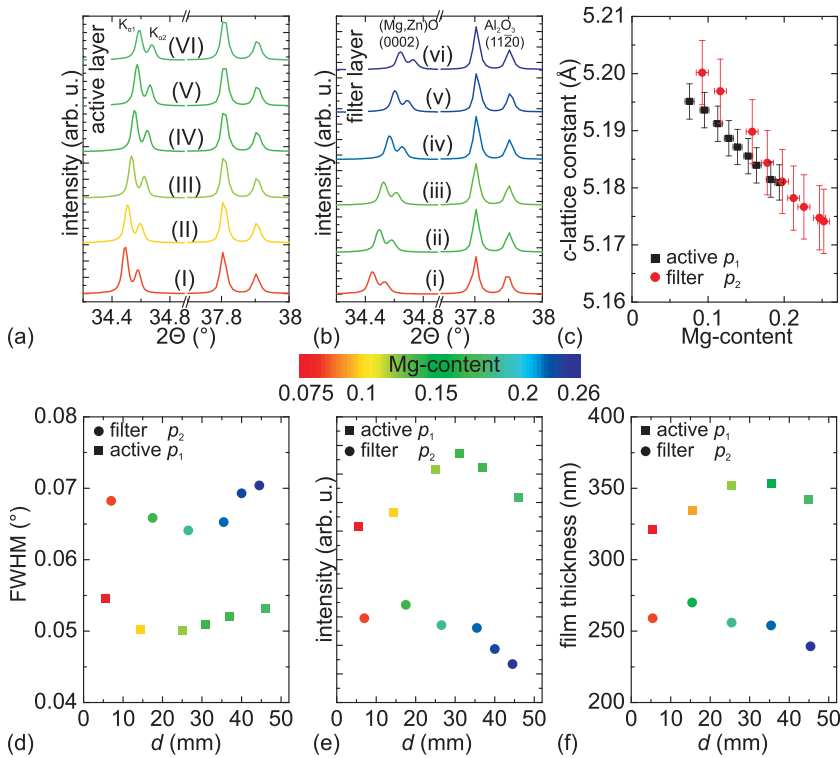 Kα1 Kα2
(VI)
(V)
(IV)
(III)
(II)
(I)
active layer
intensity (arb. u.)
34.4 34.6 37.8 38
2Θ (°)
(a)
(Mg,Zn)O
(0002)
Al2O3
(112̅0)
(vi)
(v)
(iv)
(iii)
(ii)
(i)
filter layer
intensity (arb. u.)
34.4 34.6 37.8 38
2Θ (°)
(b)
5.21
5.20
5.19
5.18
5.17
5.16
c-lattice constant (Å)
active p1
filter p2
0.1 0.2
Mg-content
(c)
Mg-content
0.075 0.1 0.15 0.2 0.26
0.08
0.07
0.06
0.05
0.04
FWHM (°)
filter p2
active p1
0 10 20 30 40 50
d (mm)
(d)
intensity (arb. u.)
active p1
filter p2
0 10 20 30 40 50
d (mm)
(e)
400
350
300
250
200
film thickness (nm)
active p1
filter p2
0 10 20 30 40 50
d (mm)
(f)